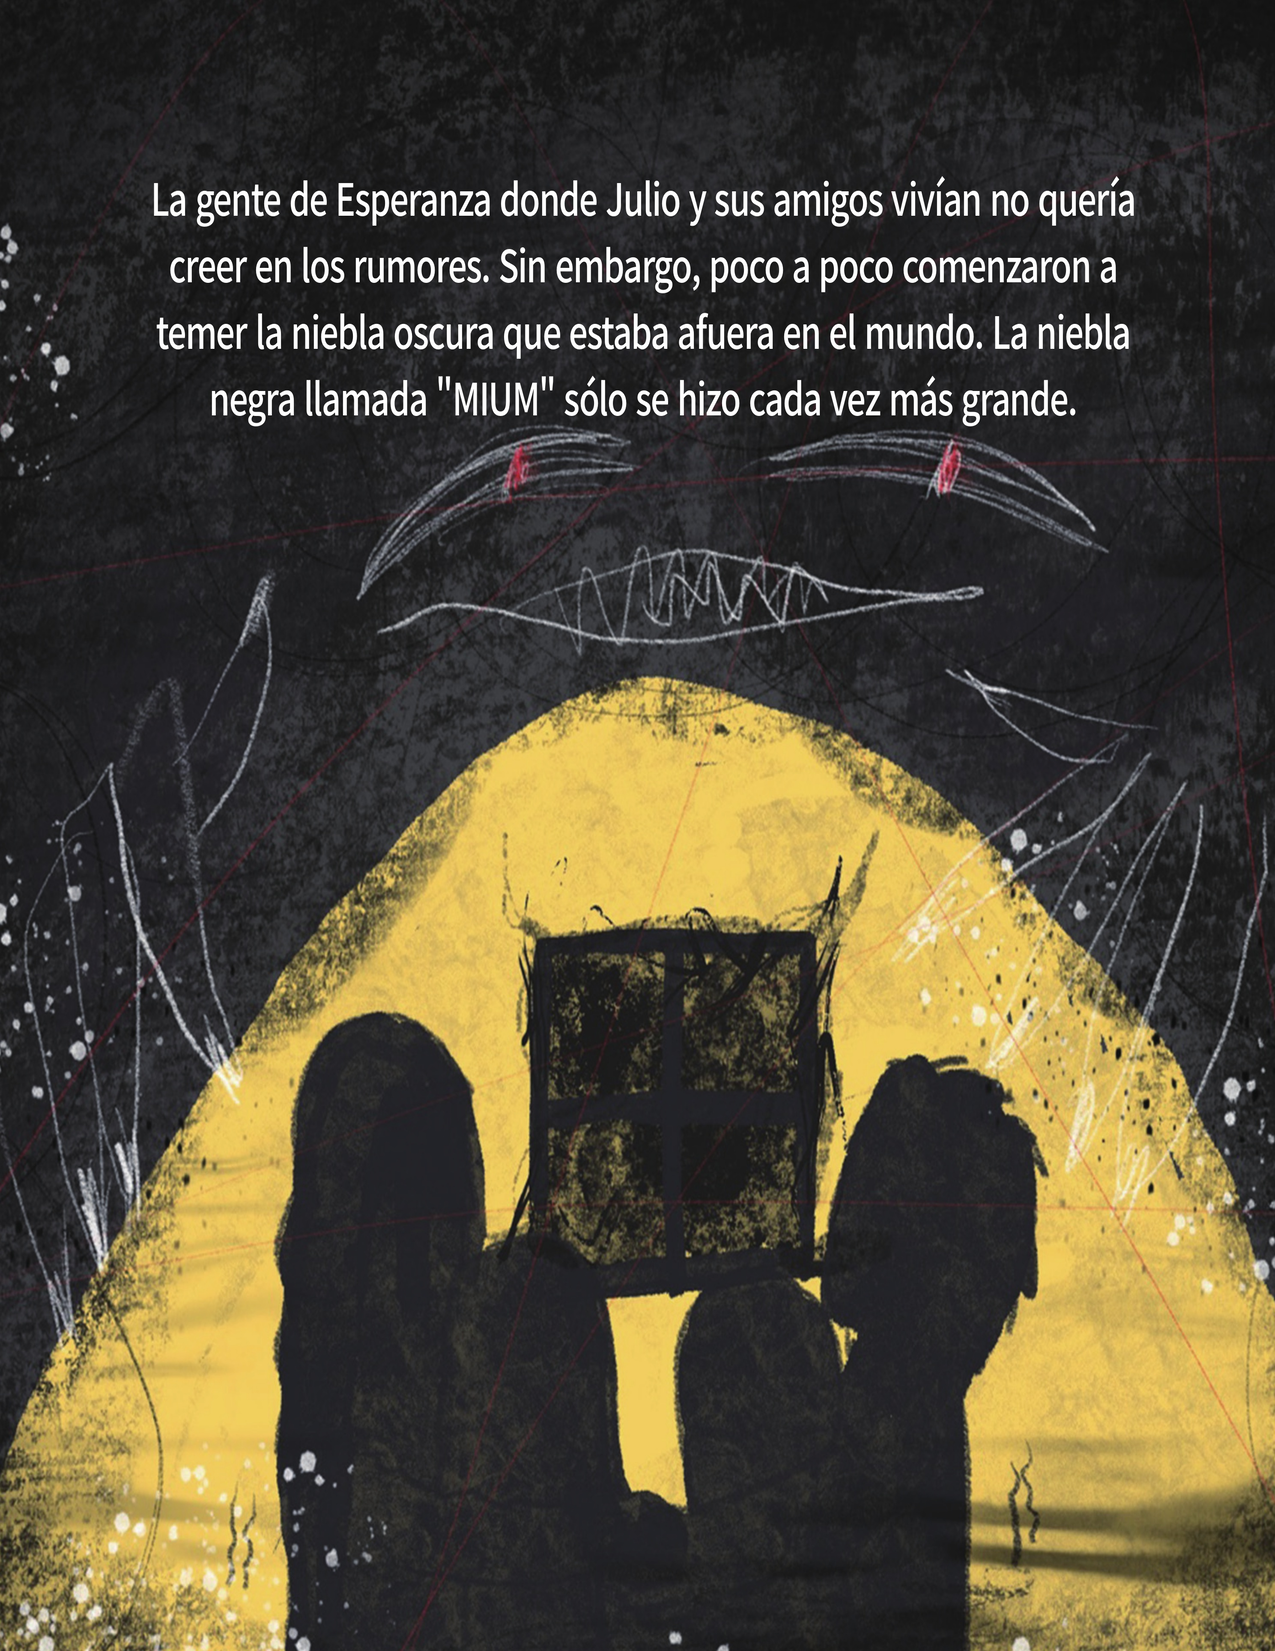 La gente de Esperanza donde Julio y sus amigos vivían no quería
creer en los rumores. Sin embargo, poco a poco comenzaron a
temer la niebla oscura que estaba afuera en el mundo. La niebla
negra llamada "MIUM" sólo se hizo cada vez más grande.